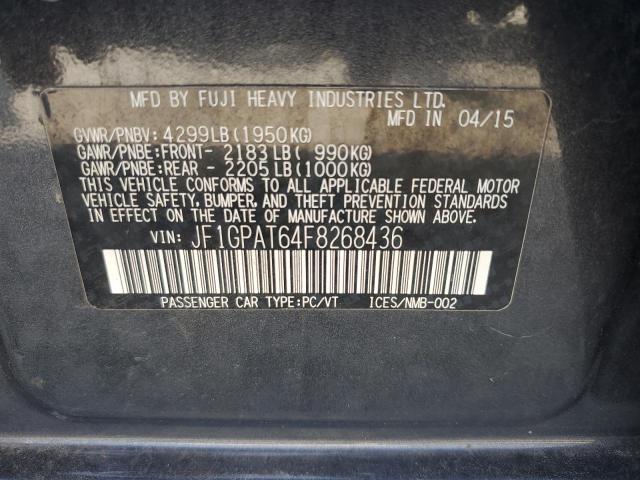 MFD BY FUJI HEAVY INDUSTRIES LTD.
MFD IN 04/15
GVWR/PNBV: 4299LB(1950KG)
GAWR/PNBE:FRONT- 2183LB( 990KG)
GAWR/PNBE:REAR - 2205LB(1000KG)
THIS VEHICLE CONFORMS TO ALL APPLICABLE FEDERAL MOTOR
VEHICLE SAFETY, BUMPER, AND THEFT PREVENTION STANDARDS
IN EFFECT ON THE DATE OF MANUFACTURE SHOWN ABOVE.
VIN: JF1GPAT64F8268436
PASSENGER CAR TYPE:PC/VT ICES/NMB-002